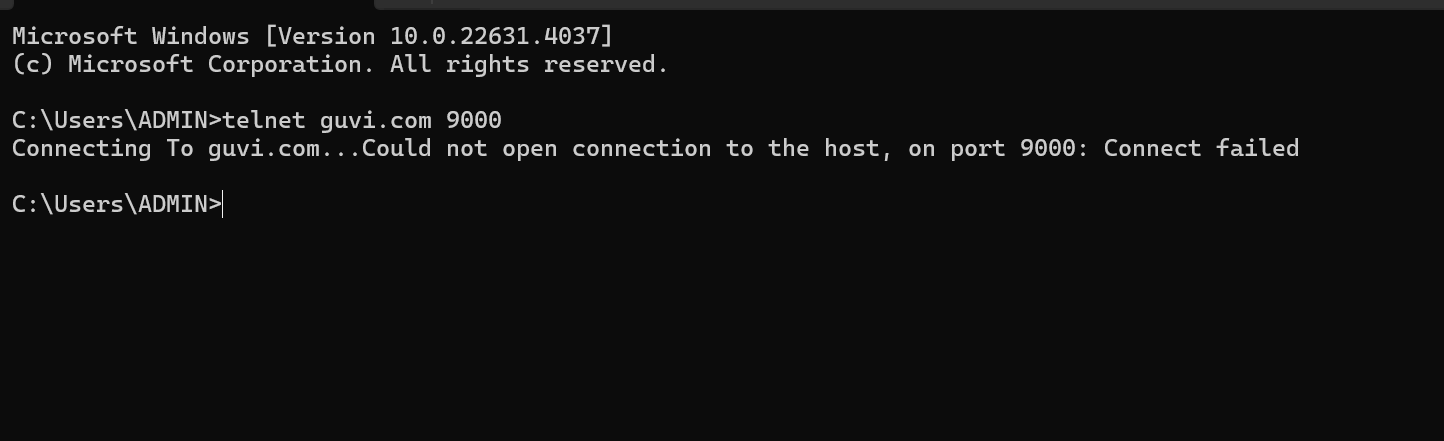 Microsoft Windows [Version 10.0.22631.4037]
(c) Microsoft Corporation. All rights reserved.
C:\Users\ADMIN>telnet guvi.com 9000
Connecting To guvi.com...Could not open connection to the host, on port 9000: Connect failed
C:\Users\ADMIN>